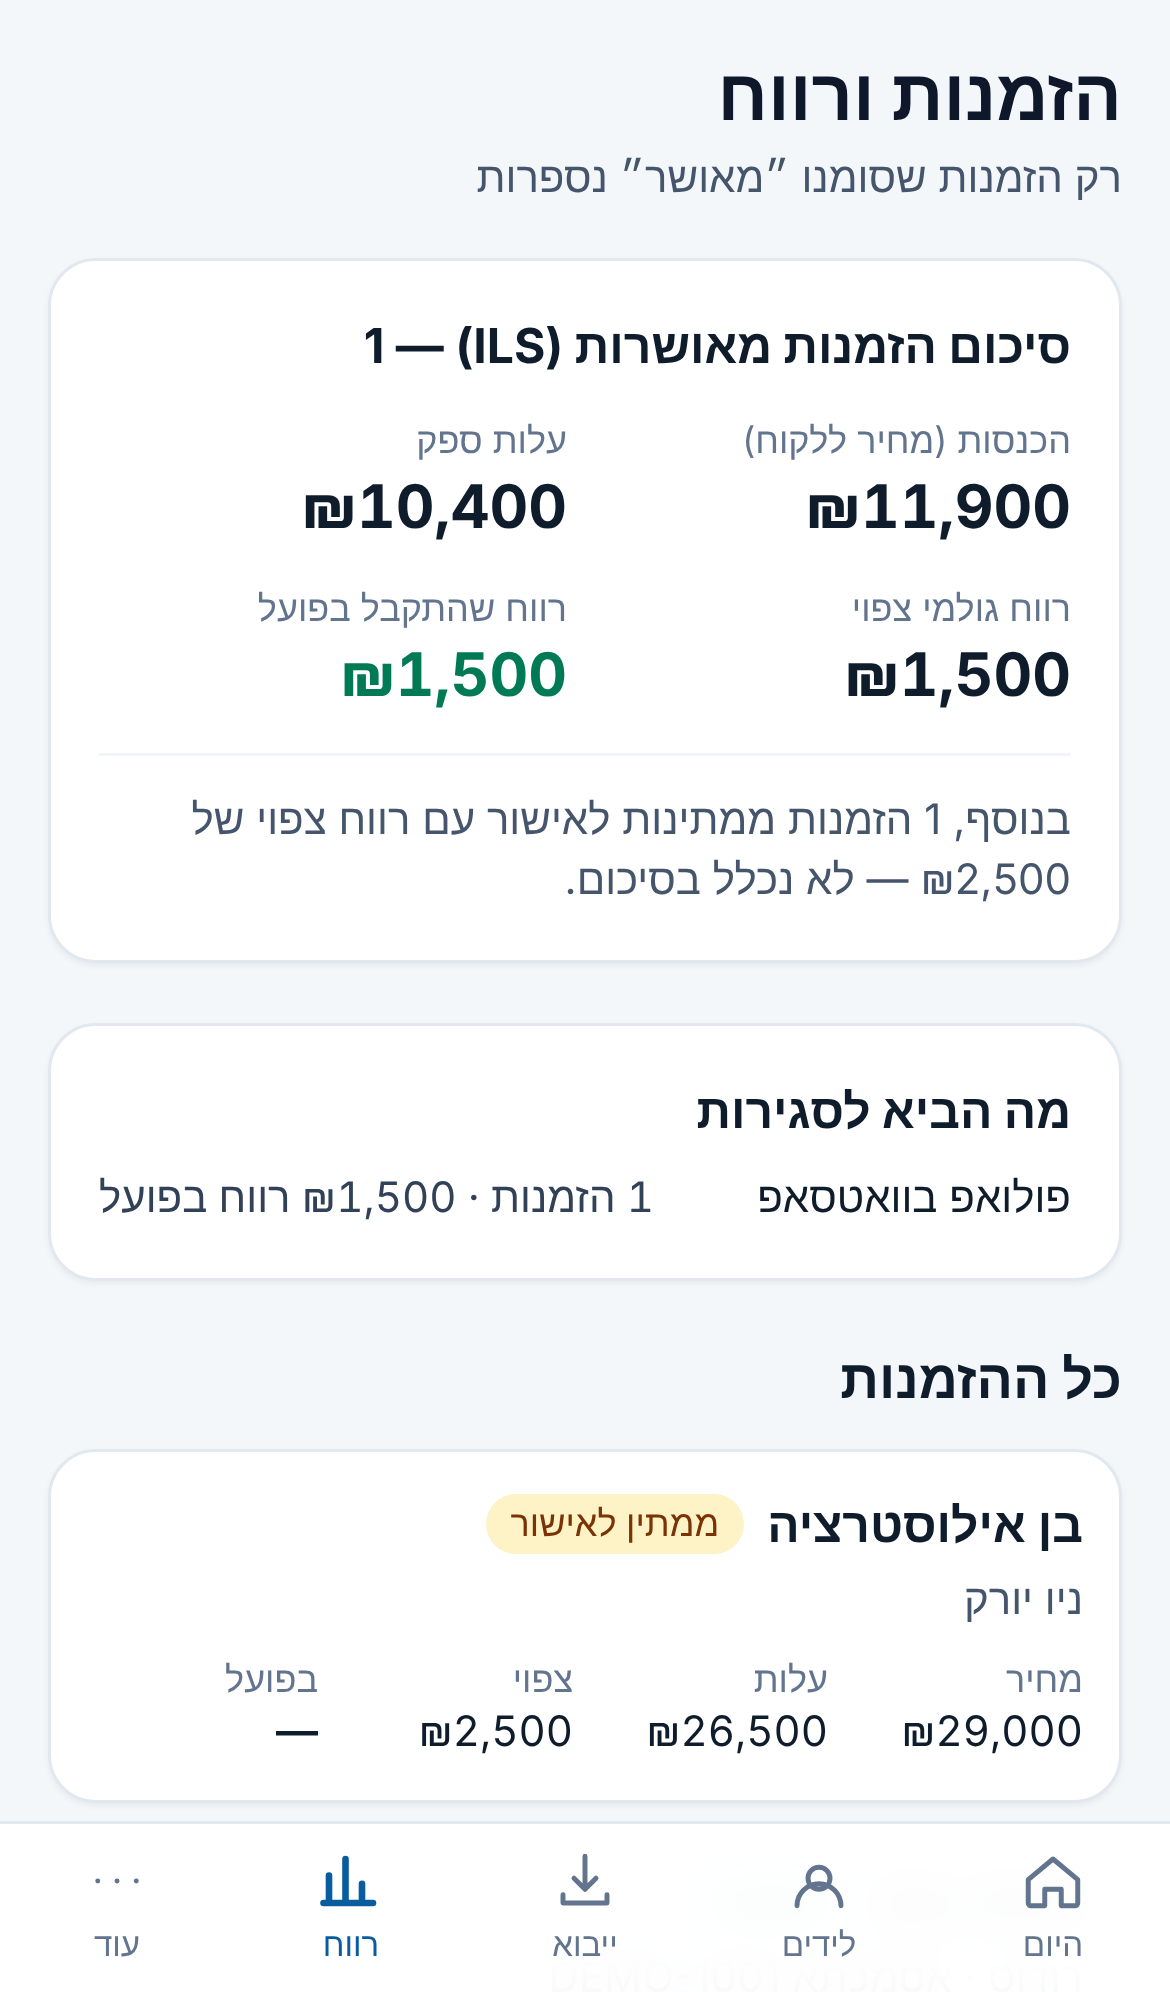 הזמנות ורווח
רק הזמנות שסומנו ״מאושר״ נספרות
סיכום הזמנות מאושרות (ILS) — 1
הכנסות (מחיר ללקוח)
עלות ספק
₪11,900
₪10,400
רווח גולמי צפוי
רווח שהתקבל בפועל
₪1,500
₪1,500
בנוסף, 1 הזמנות ממתינות לאישור עם רווח צפוי של
₪2,500 — לא נכלל בסיכום.
מה הביא לסגירות
פולואפ בוואטסאפ
1 הזמנות · ₪1,500 רווח בפועל
כל ההזמנות
בן אילוסטרציה ממתין לאישור
ניו יורק
מחיר עלות צפוי בפועל
₪29,000 ₪26,500 ₪2,500 —
היום לידים ייבוא רווח עוד